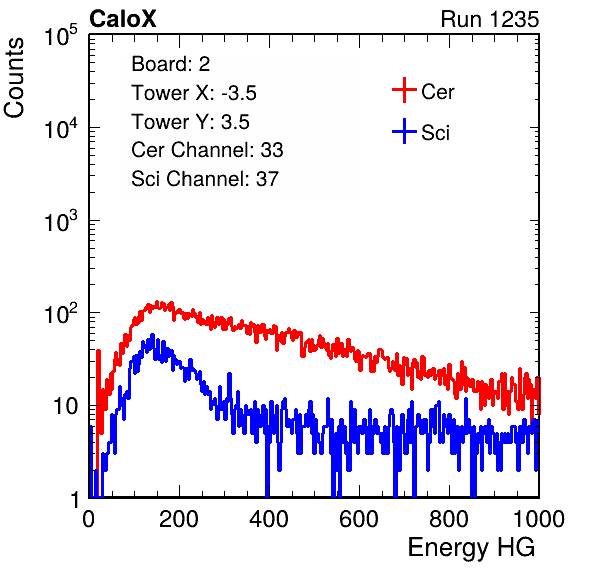 CaloX Run 1235
Counts
10^5
10^4
10^3
10^2
10
1
Board: 2
Tower X: -3.5
Tower Y: 3.5
Cer Channel: 33
Sci Channel: 37
Cer
Sci
0 200 400 600 800 1000
Energy HG